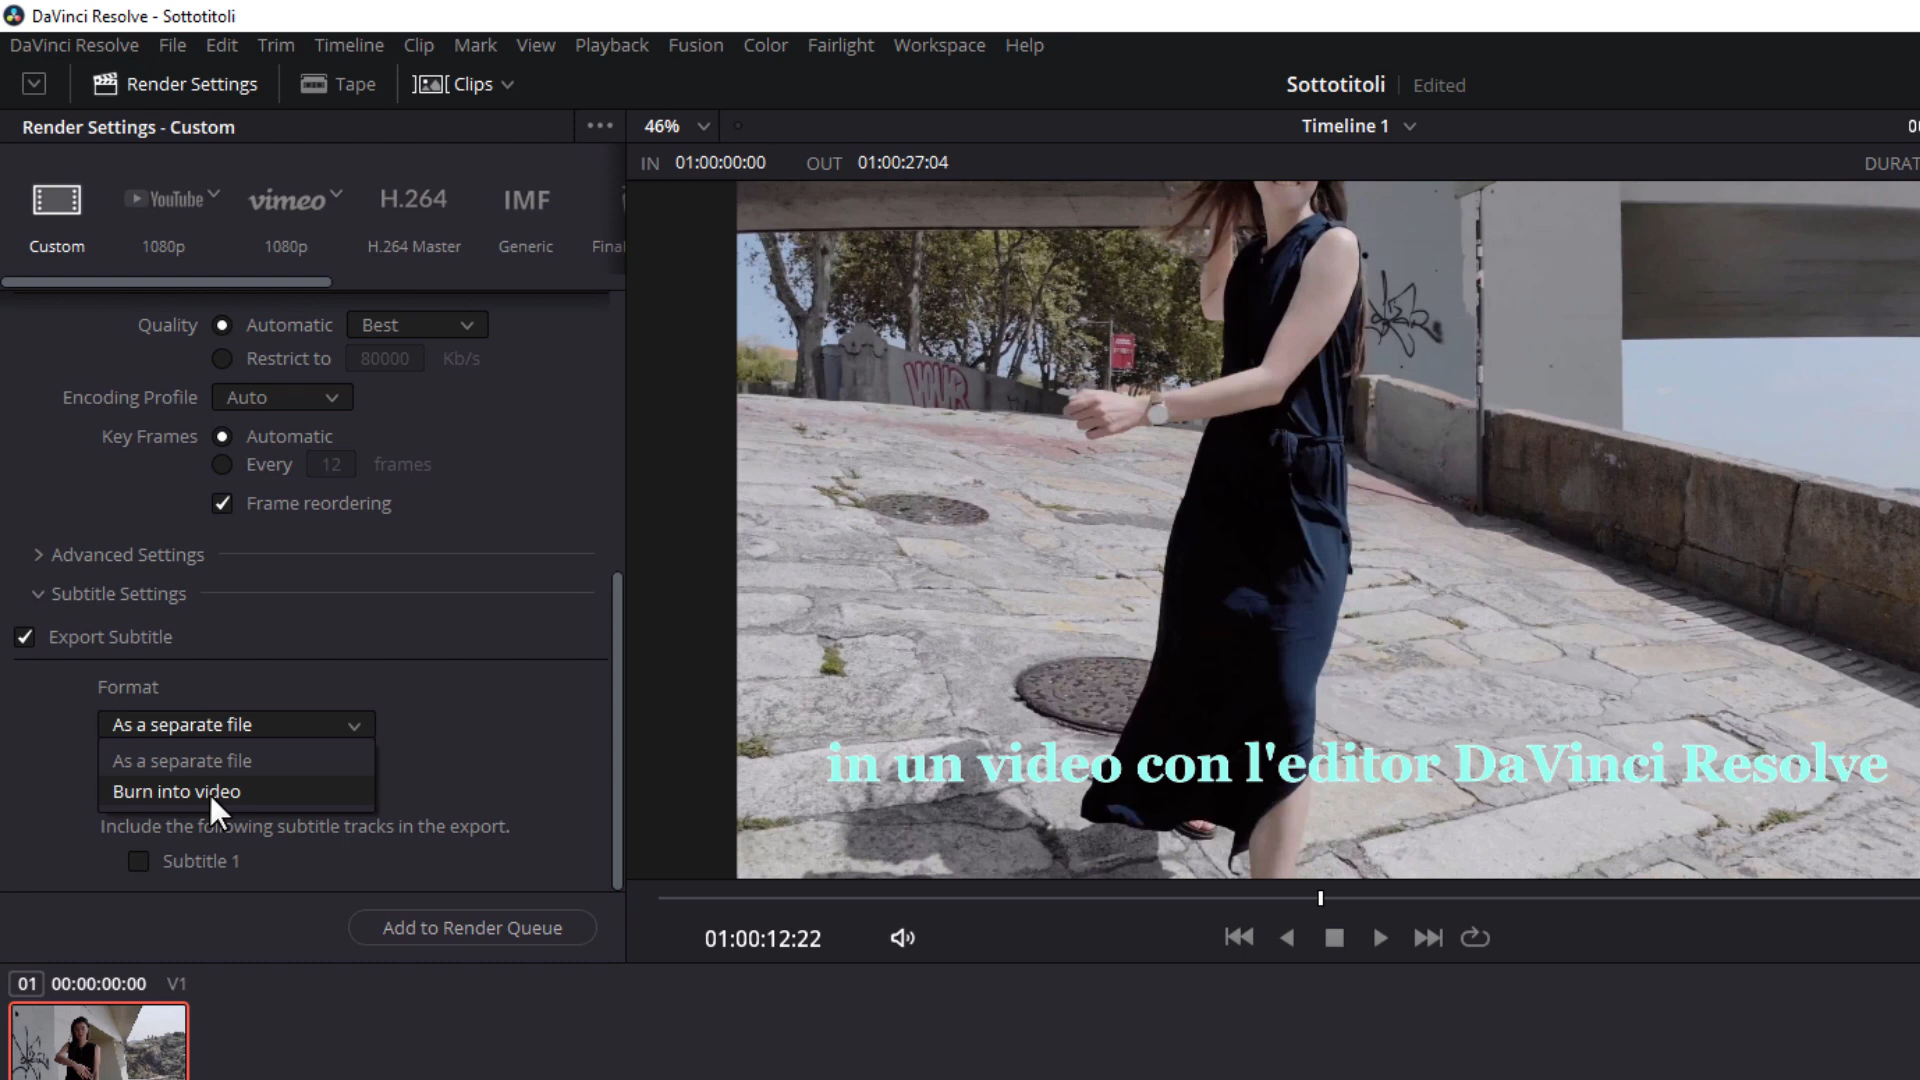 DaVinci Resolve - Sottotitoli
DaVinci Resolve File Edit Trim Timeline Clip Mark View Playback Fusion Color Fairlight Workspace Help
Render Settings Tape Clips Sottotitoli Edited
Render Settings - Custom 46% Timeline 1
IN 01:00:00:00 OUT 01:00:27:04
YouTube vimeo H.264 IMF
Custom 1080p 1080p H.264 Master Generic
Quality Automatic Best
Restrict to 80000 Kb/s
Encoding Profile Auto
Key Frames Automatic
Every 12 frames
Frame reordering
Advanced Settings
Subtitle Settings
Export Subtitle
Format
As a separate file
As a separate file
Burn into video
Include the following subtitle tracks in the export.
Subtitle 1
Add to Render Queue
in un video con l'editor DaVinci Resolve
01:00:12:22
01 00:00:00:00 V1